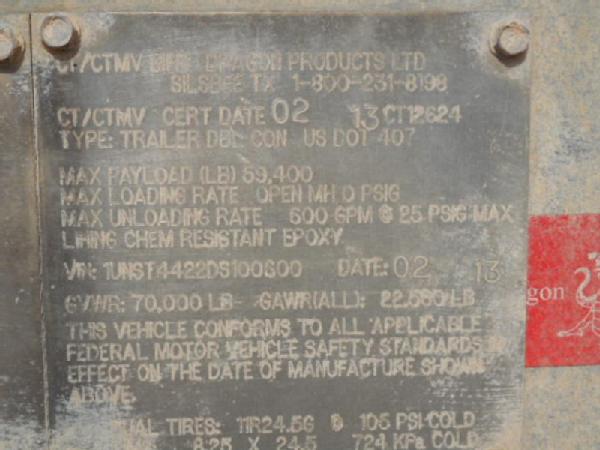 CT/CTMV MFR: DRAGON PRODUCTS LTD
SILSBEE TX 1-800-231-8198
CT/CTMV CERT DATE 02 13 CT12624
TYPE: TRAILER DBL CON US DOT 407
MAX PAYLOAD (LB) 59,400
MAX LOADING RATE OPEN MH 0 PSIG
MAX UNLOADING RATE 600 GPM @ 25 PSIG MAX
LINING CHEM RESISTANT EPOXY
VIN: DATE: 02 13
GVWR: 70,000 LB GAWR(ALL): LB
gon
THIS VEHICLE CONFORMS TO ALL APPLICABLE
FEDERAL MOTOR VEHICLE SAFETY STANDARDS IN
EFFECT ON THE DATE OF MANUFACTURE SHOWN
ABOVE.
DUAL TIRES: 11R24.5G @ 105 PSI COLD
8.25 X 24.5 724 KPa COLD